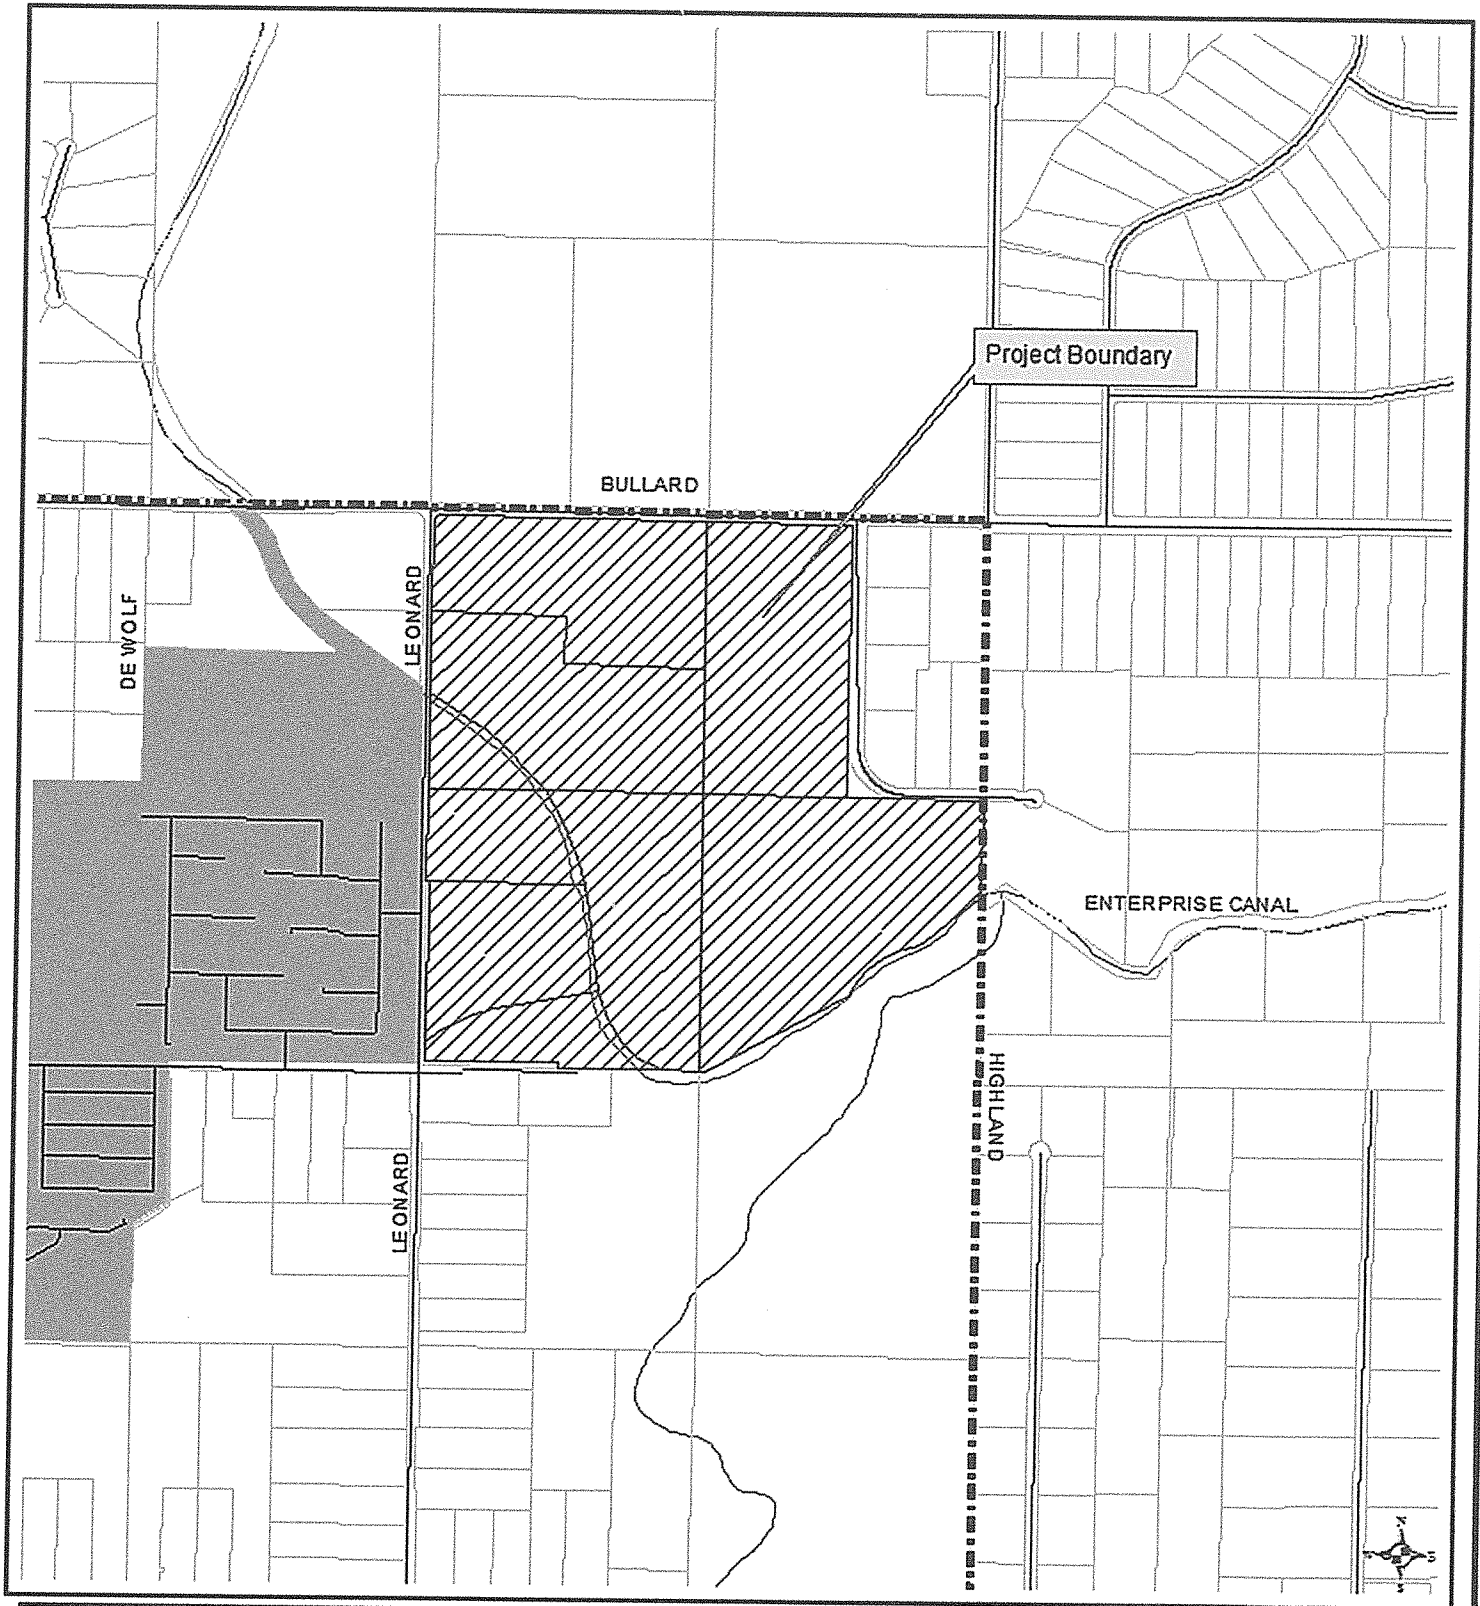 Project Boundary
BULLARD
DE WOLF
LEONARD
ENTERPRISE CANAL
HIGHLAND
LEONARD